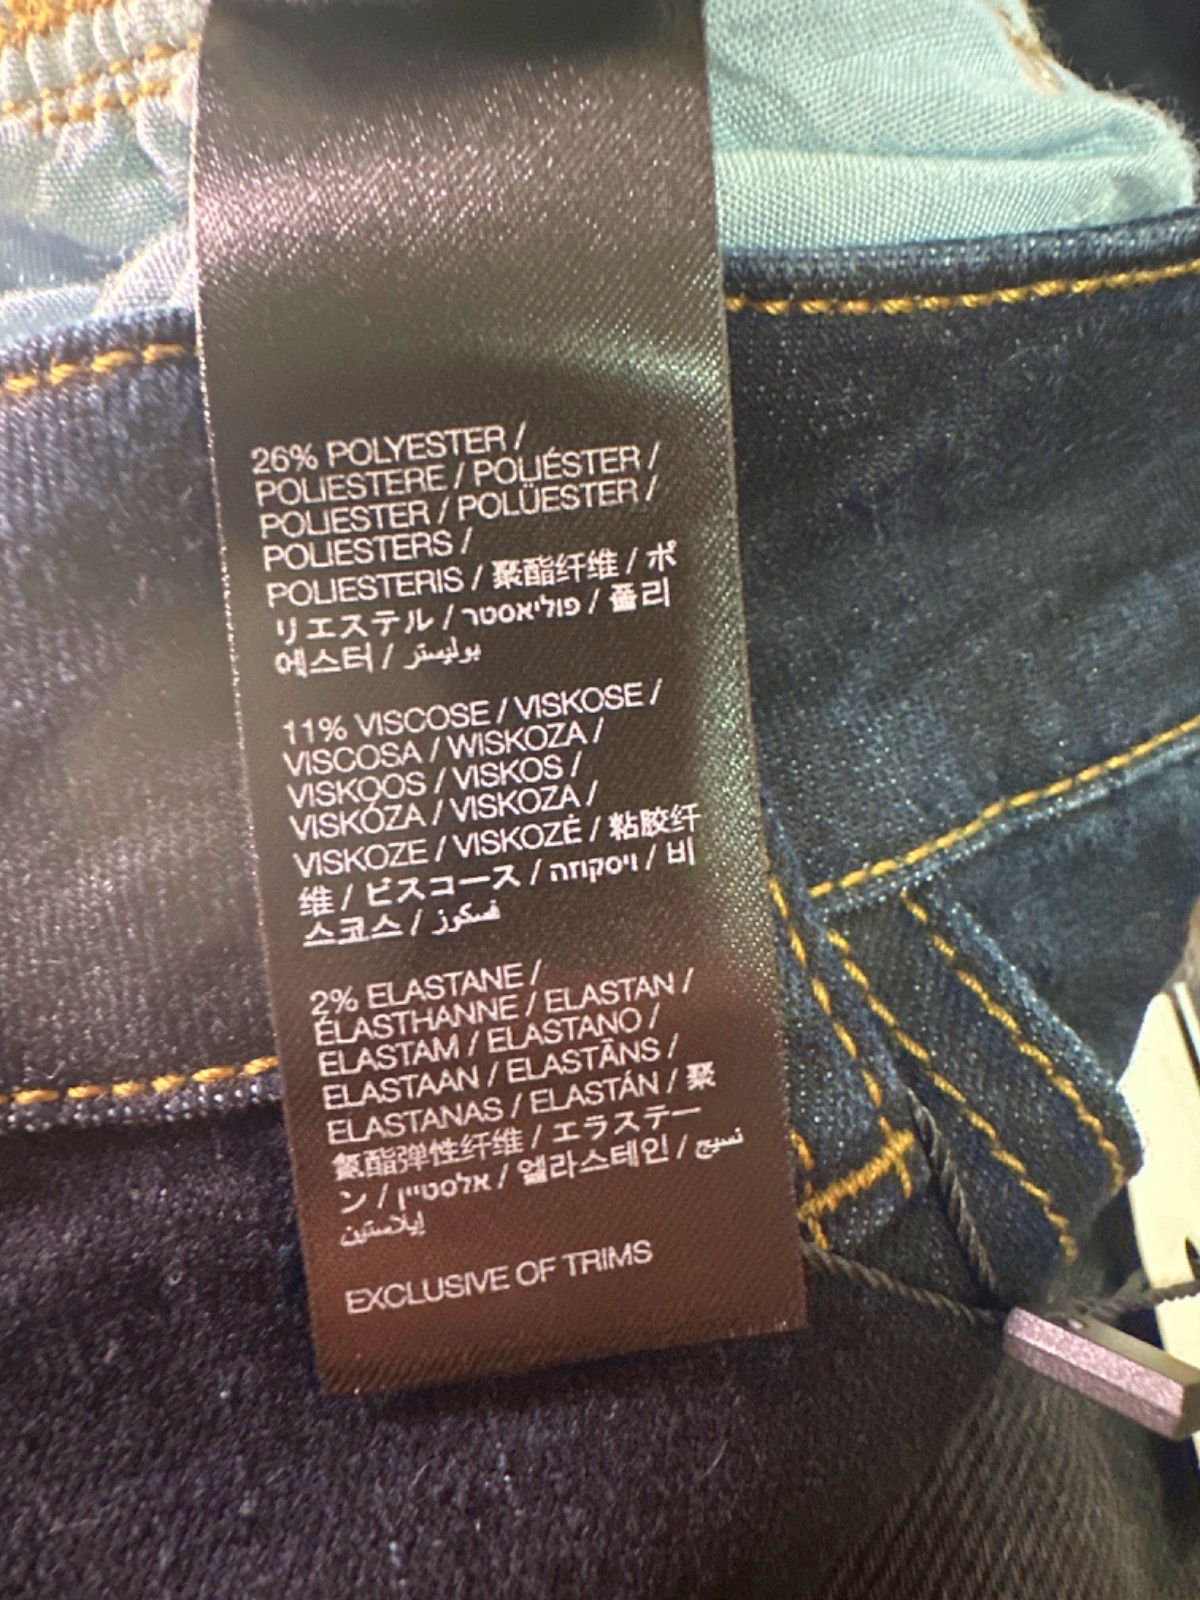 26% POLYESTER /
POLIESTERE / POLIÉSTER /
POLIESTER / POLÜESTER /
POLIESTERS /
POLIESTERIS / 聚酯纤维 / ポ
リエステル / פוליאסטר / 폴리
에스터 / بوليستر
11% VISCOSE / VISKOSE /
VISCOSA / WISKOZA /
VISKOOS / VISKOS /
VISKÓZA / VISKOZA /
VISKOZE / VISKOZĖ / 粘胶纤
维 / ビスコース / ויסקוזה / 비
스코스 / فسكوز
2% ELASTANE /
ÉLASTHANNE / ELASTAN /
ELASTAM / ELASTANO /
ELASTAAN / ELASTĀNS /
ELASTANAS / ELASTÁN / 聚
氨酯弹性纤维 / エラステー
ン / אלסטיין / 엘라스테인 / نسيج
إيلاستين
EXCLUSIVE OF TRIMS